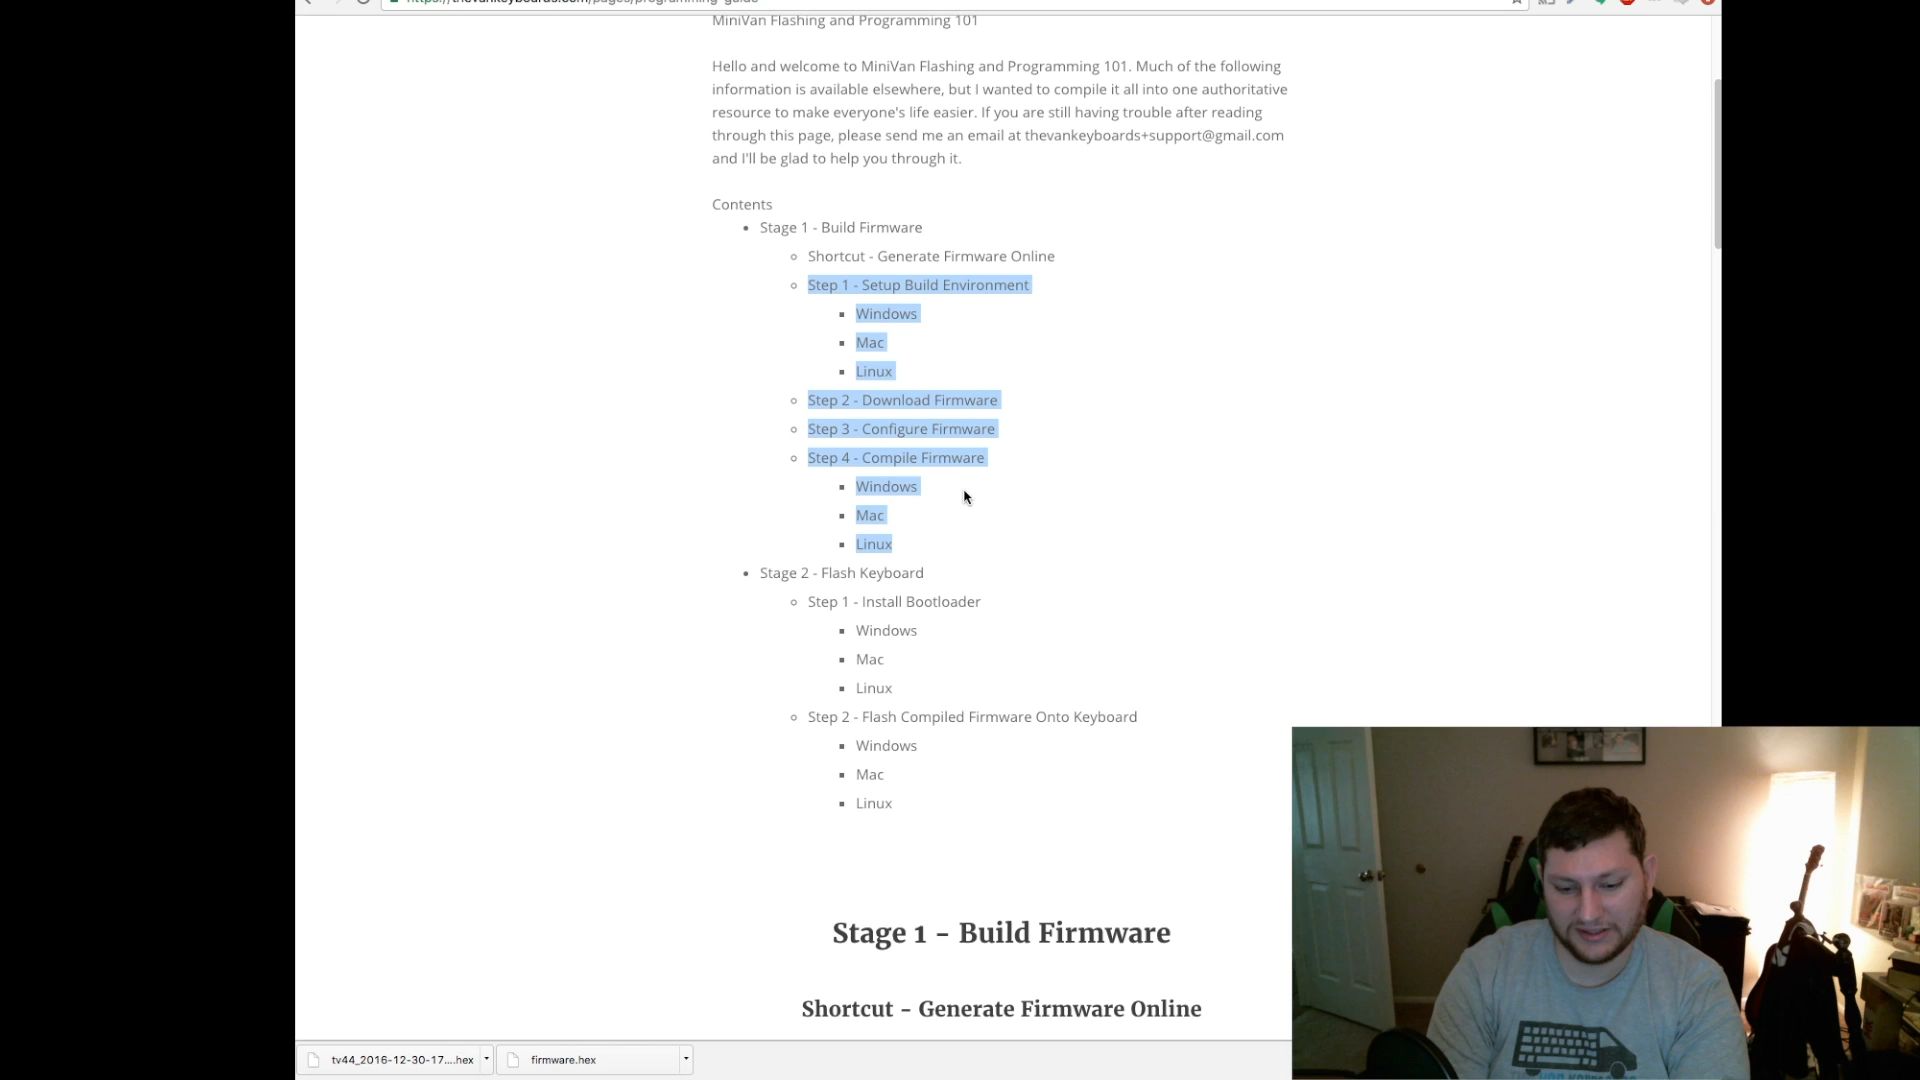 MiniVan Flashing and Programming 101
Hello and welcome to MiniVan Flashing and Programming 101. Much of the following
information is available elsewhere, but I wanted to compile it all into one authoritative
resource to make everyone's life easier. If you are still having trouble after reading
through this page, please send me an email at thevankeyboards+support@gmail.com
and I'll be glad to help you through it.
Contents
Stage 1 - Build Firmware
Shortcut - Generate Firmware Online
Step 1 - Setup Build Environment
Windows
Mac
Linux
Step 2 - Download Firmware
Step 3 - Configure Firmware
Step 4 - Compile Firmware
Windows
Mac
Linux
Stage 2 - Flash Keyboard
Step 1 - Install Bootloader
Windows
Mac
Linux
Step 2 - Flash Compiled Firmware Onto Keyboard
Windows
Mac
Linux
Stage 1 - Build Firmware
Shortcut - Generate Firmware Online
tv44_2016-12-30-17....hex
firmware.hex